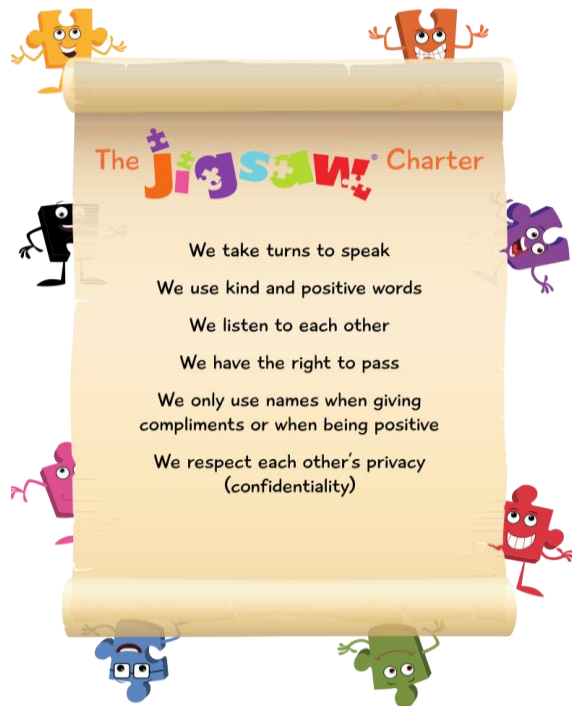 The jigsaw® Charter
We take turns to speak
We use kind and positive words
We listen to each other
We have the right to pass
We only use names when giving
compliments or when being positive
We respect each other's privacy
(confidentiality)